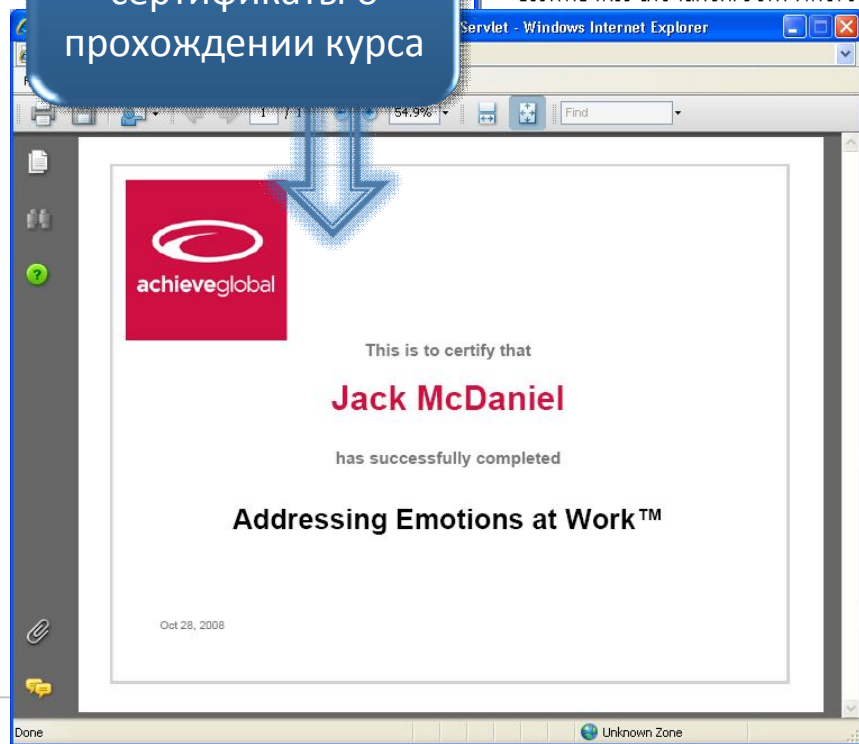 сертификаты о
прохождении курса
Servlet - Windows Internet Explorer
1 / 1
54.9%
Find
achieveglobal
This is to certify that
Jack McDaniel
has successfully completed
Addressing Emotions at Work™
Oct 28, 2008
Done
Unknown Zone